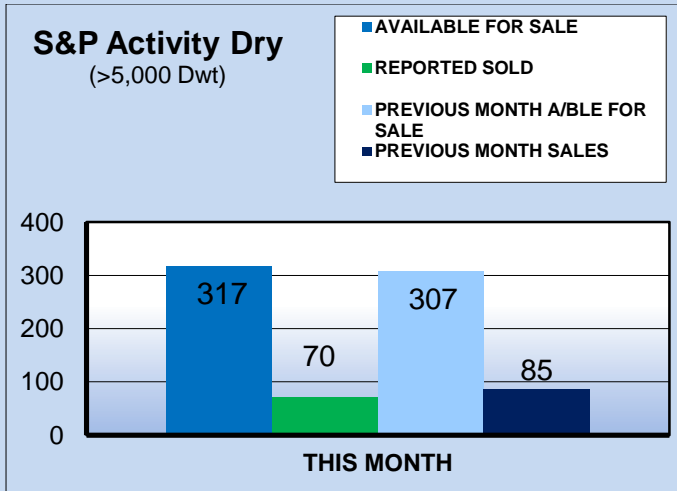 S&P Activity Dry
(>5,000 Dwt)
AVAILABLE FOR SALE
REPORTED SOLD
PREVIOUS MONTH A/BLE FOR
SALE
PREVIOUS MONTH SALES
400
300
200
100
0
317
70
307
85
THIS MONTH